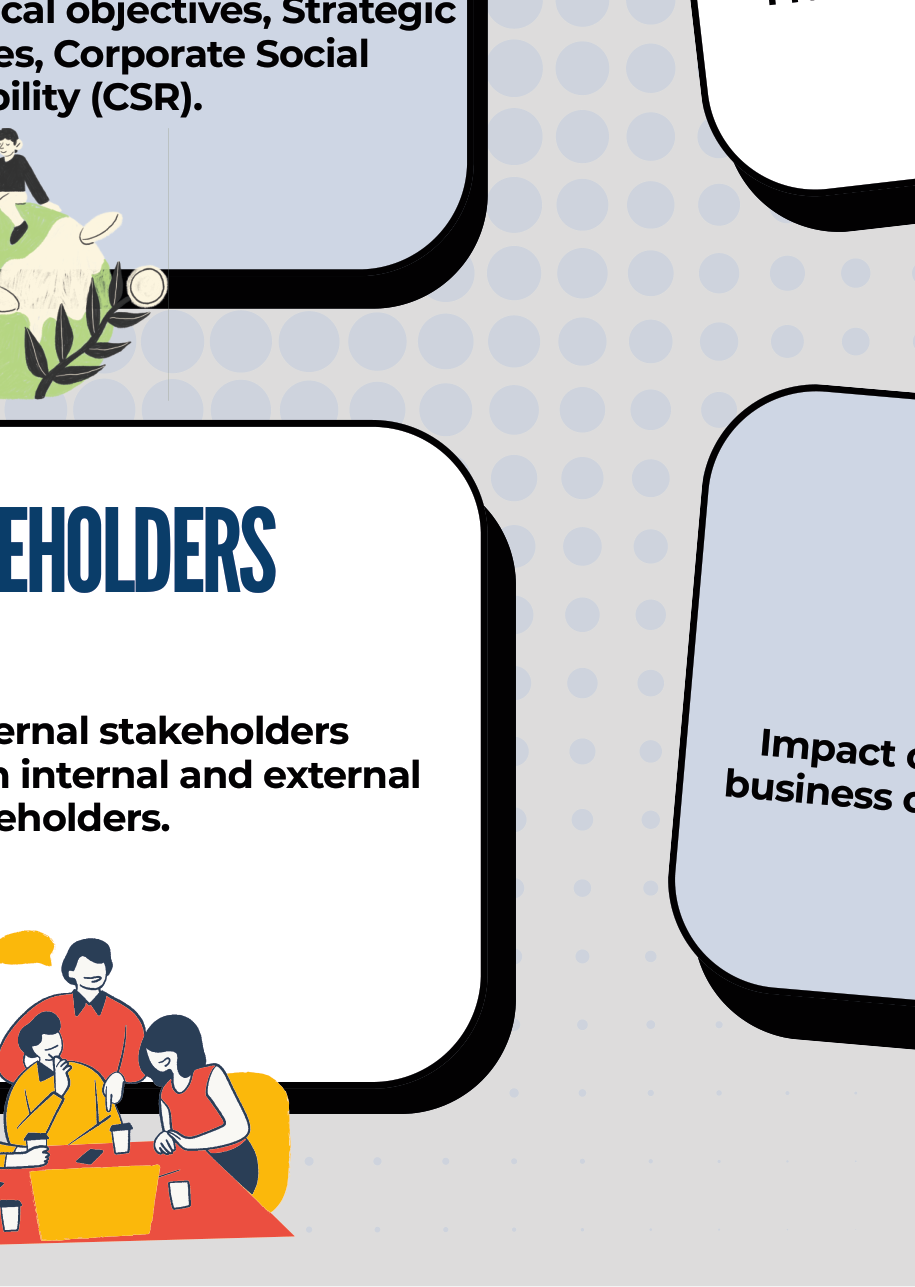 cal objectives, Strategic
es, Corporate Social
bility (CSR).
EHOLDERS
ernal stakeholders
n internal and external
eholders.
Impact
business